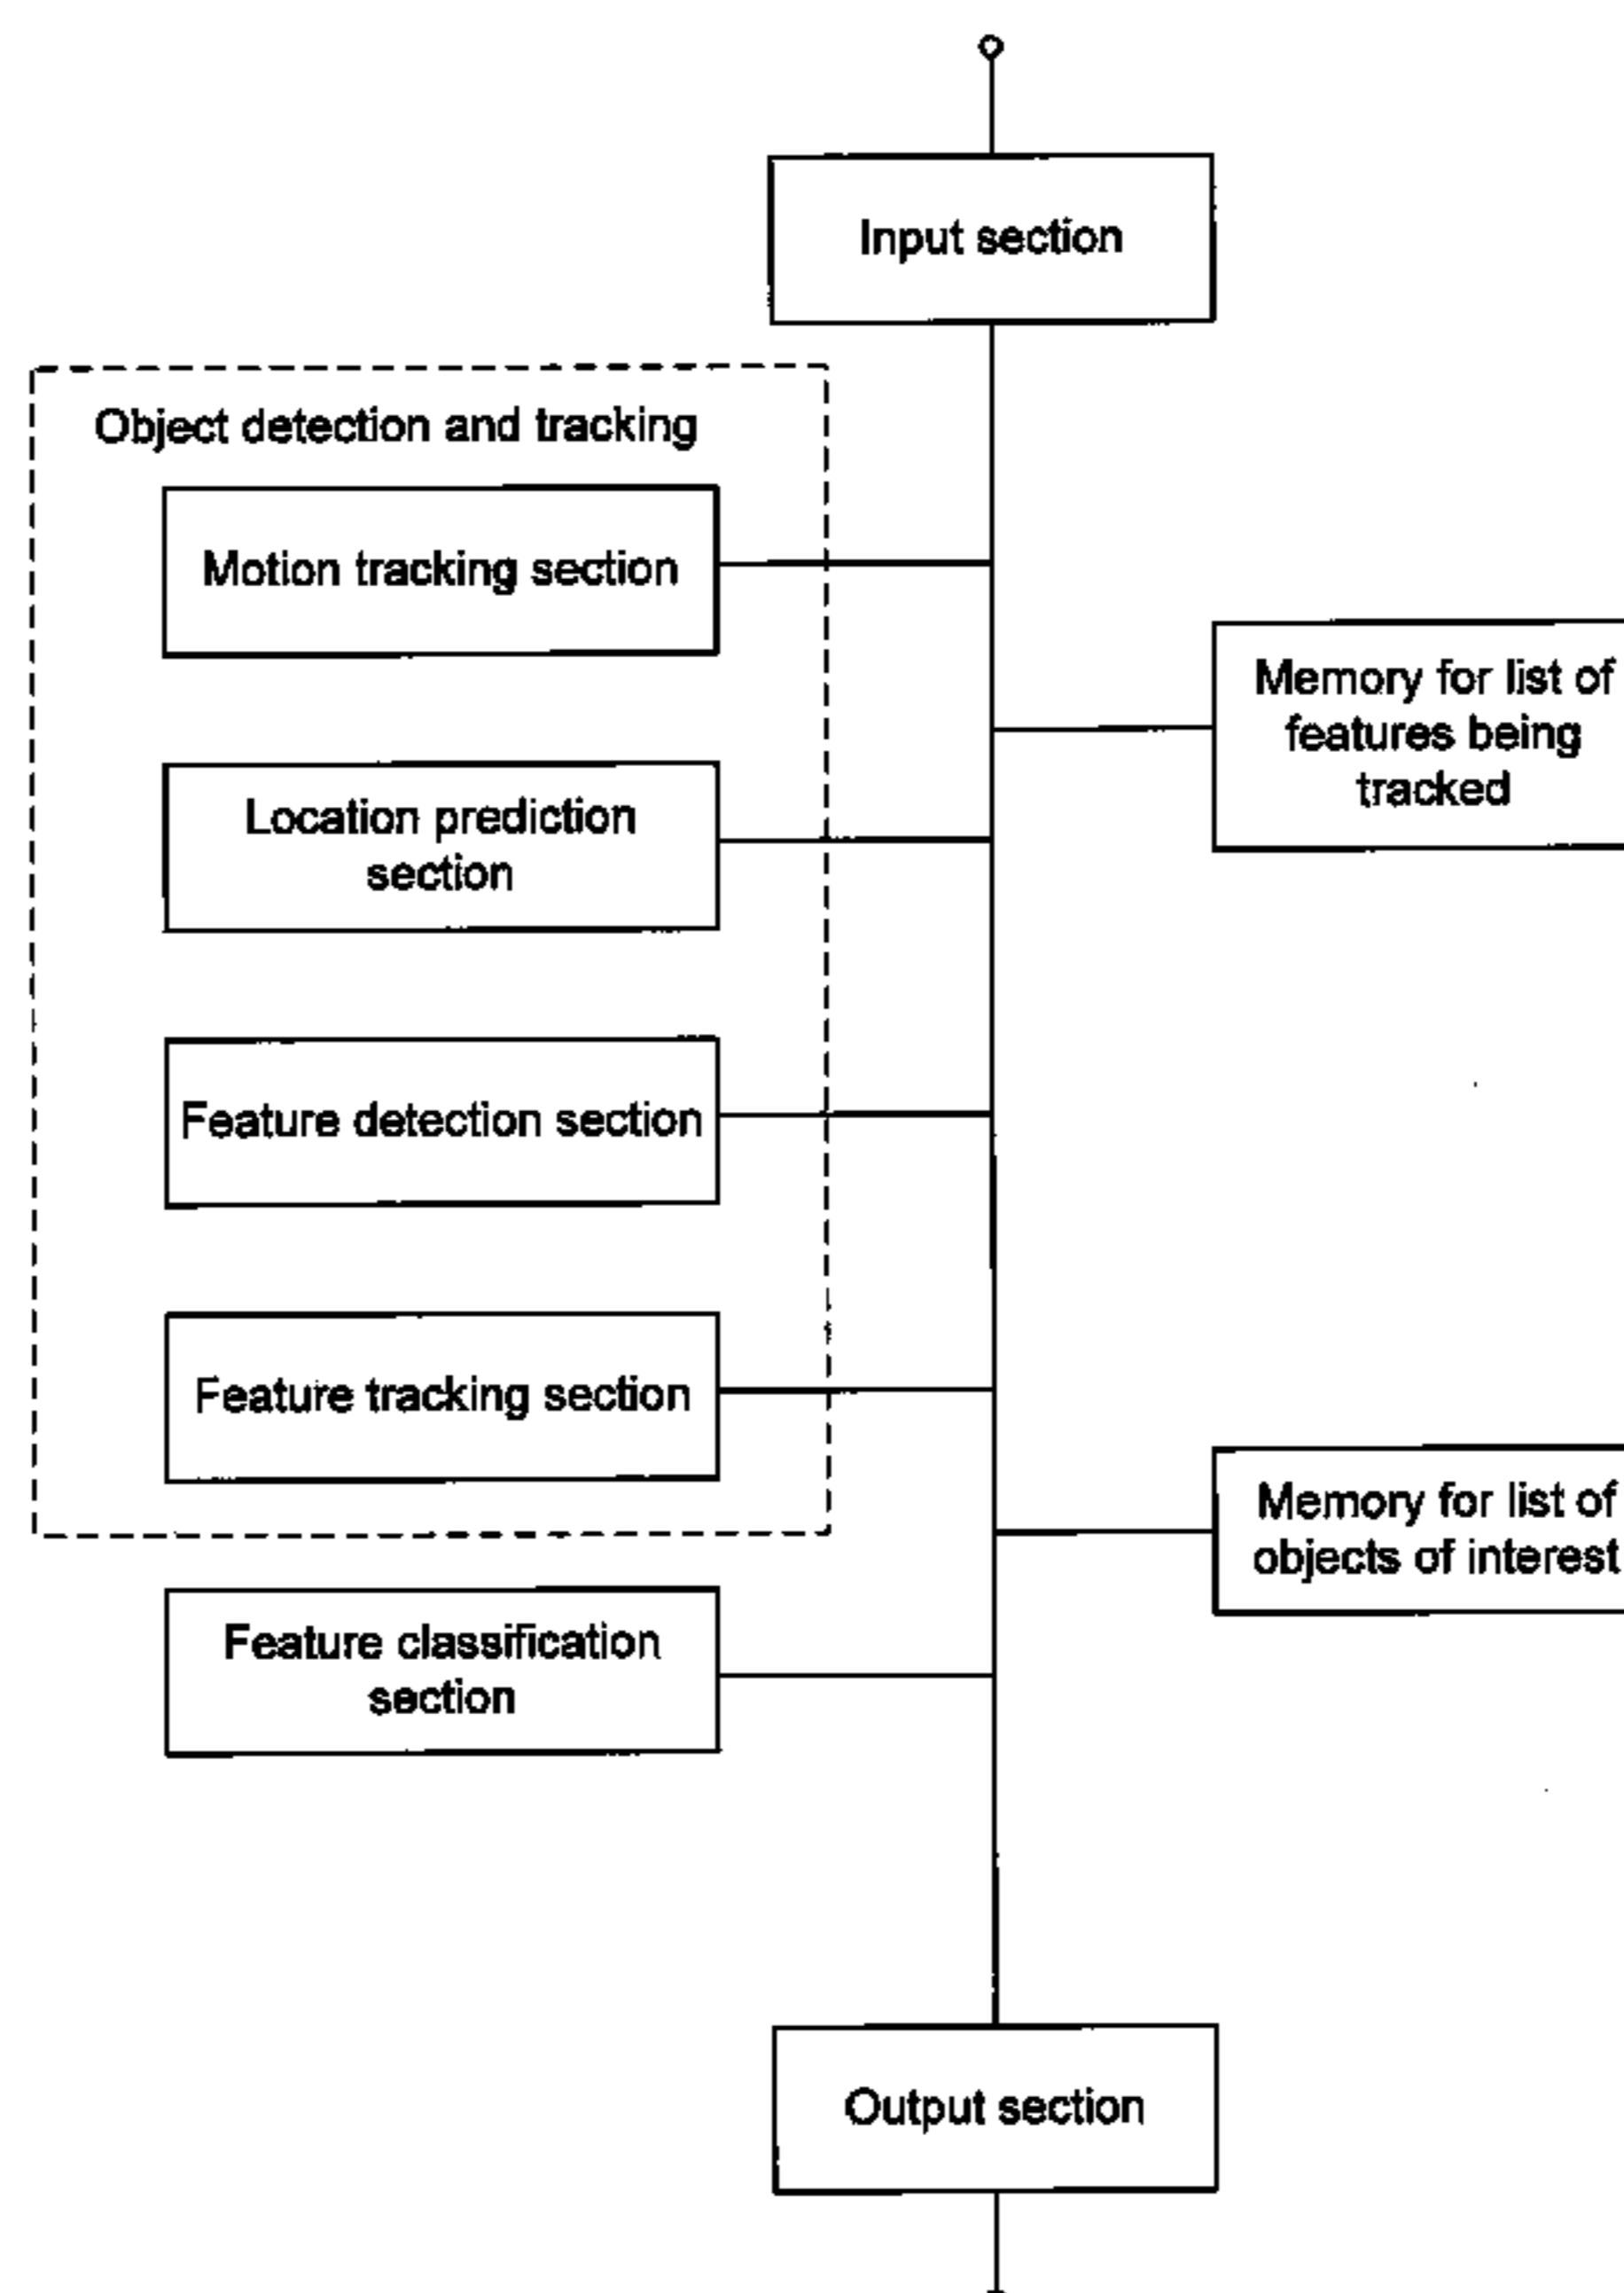 Input section
Object detection and tracking
Motion tracking section
Memory for list of
features being
tracked
Location prediction
section
Feature detection section
Feature tracking section
Memory for list of
objects of interest
Feature classification
section
Output section